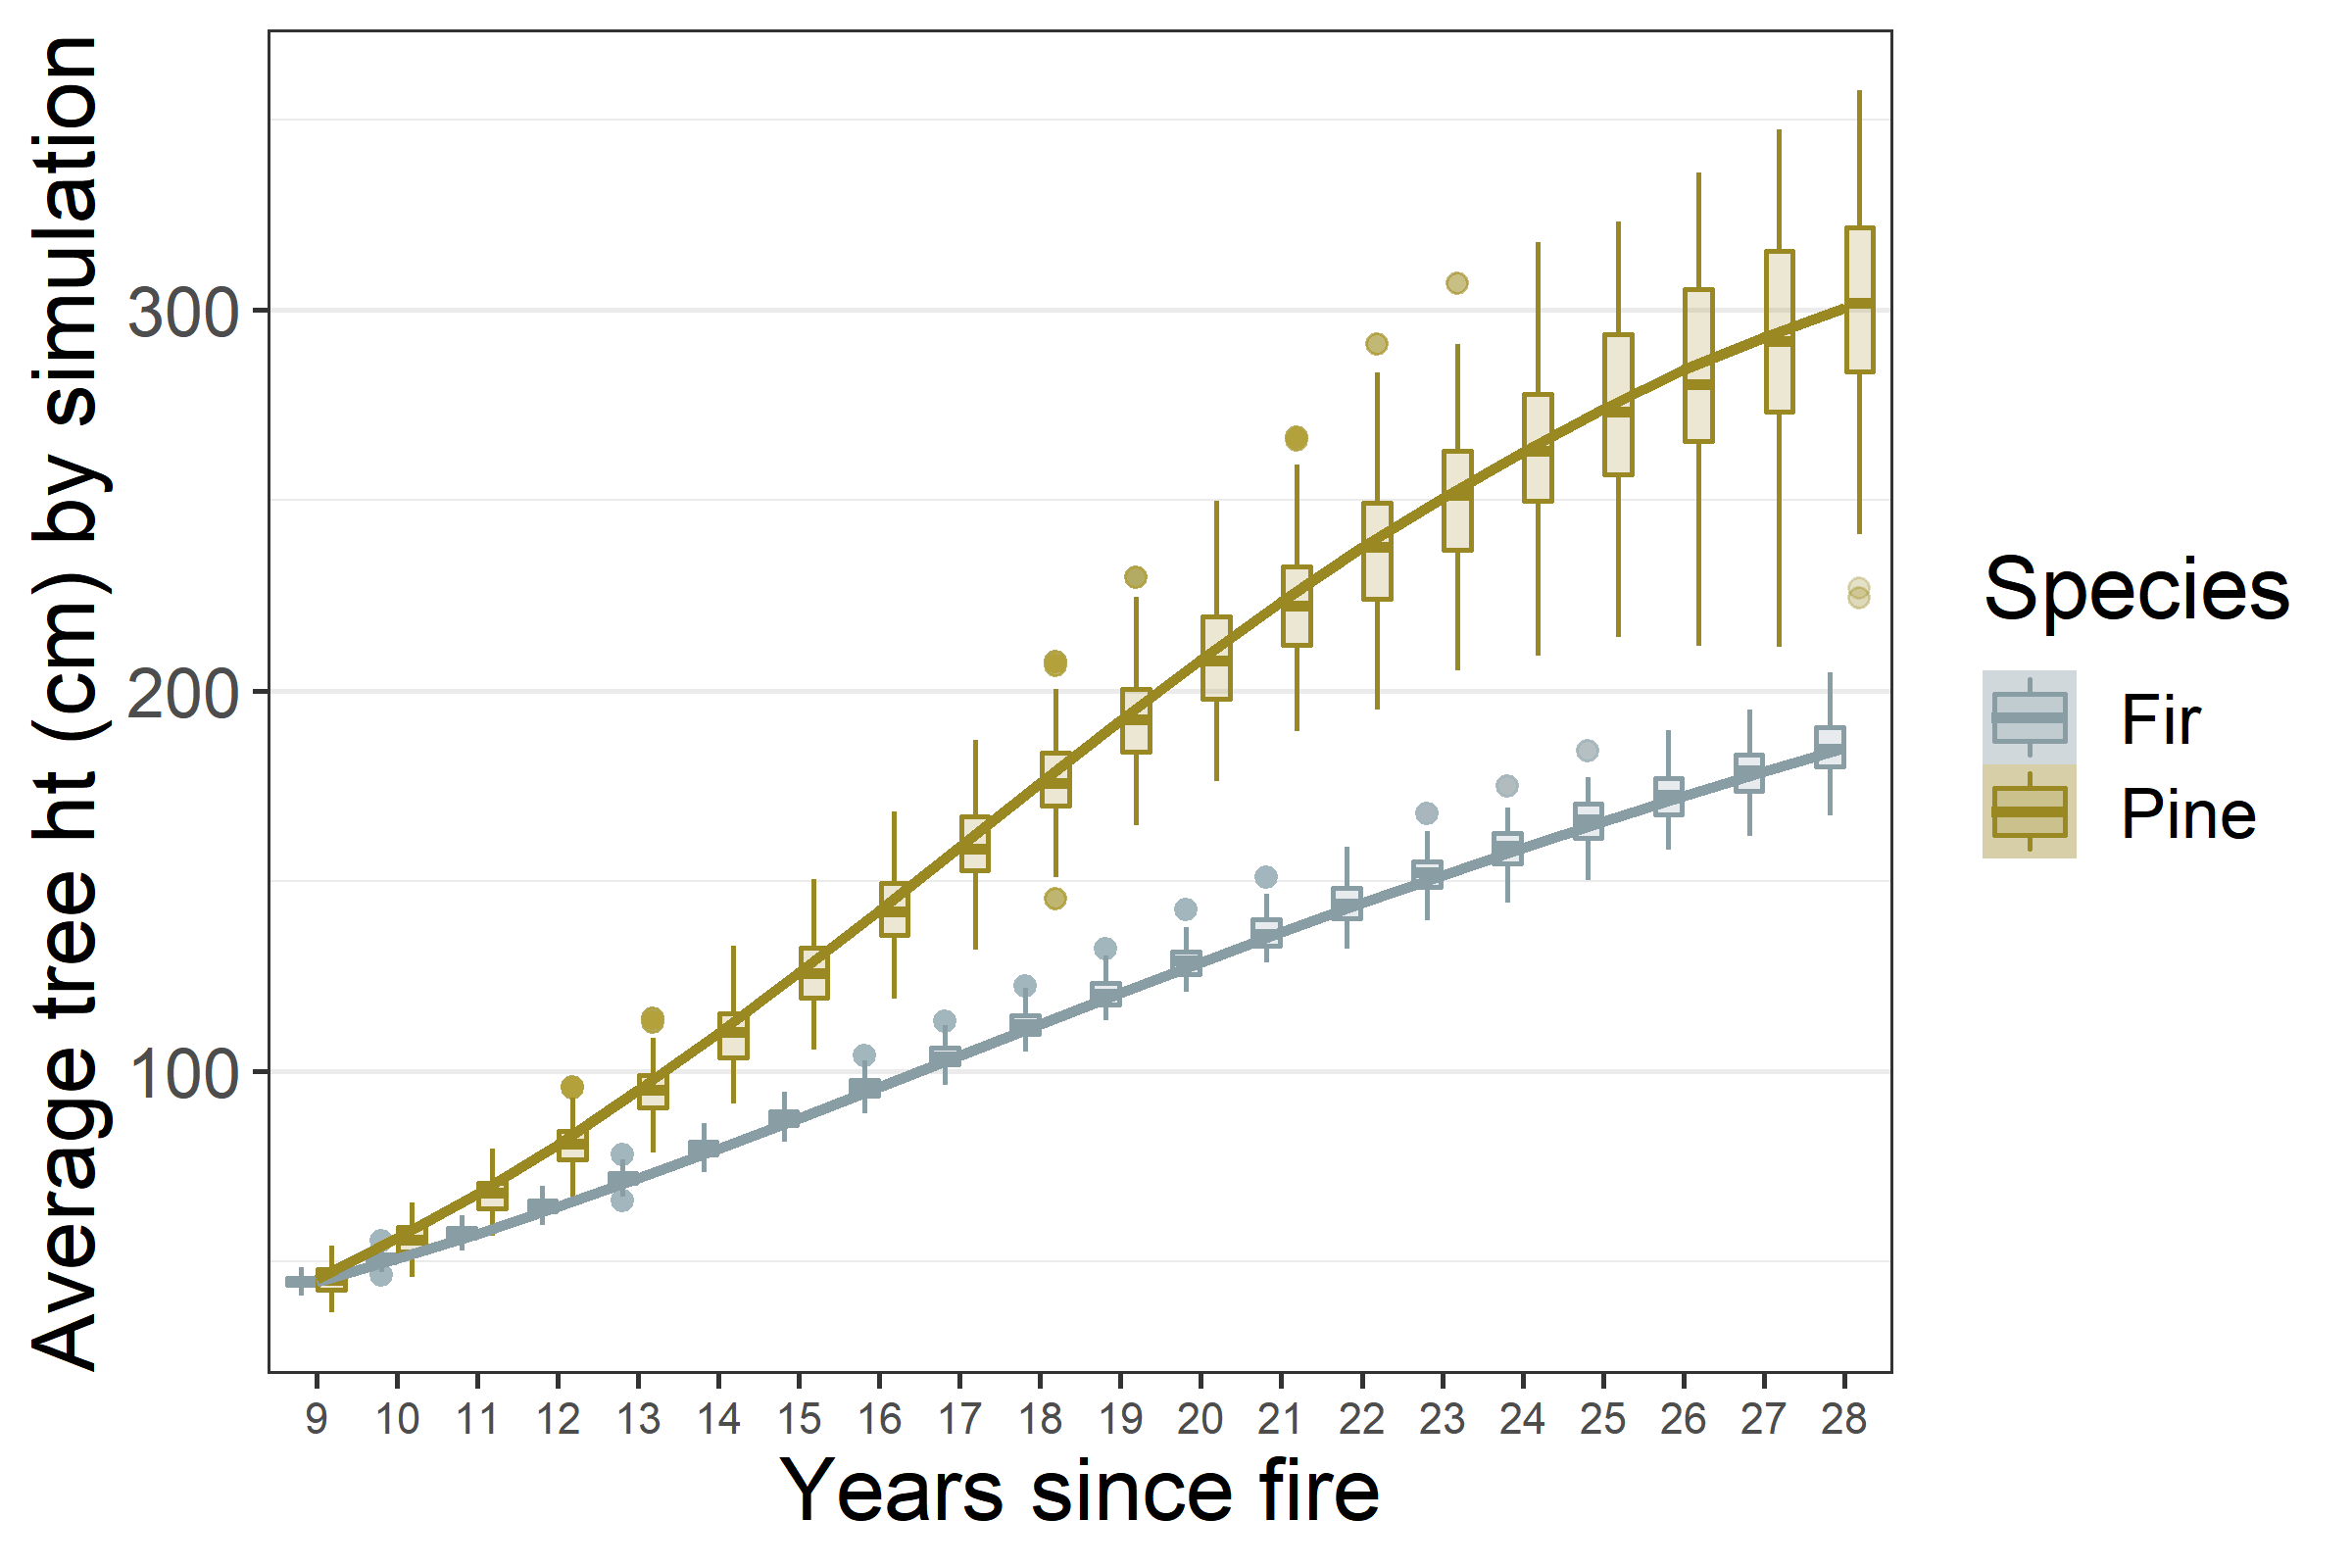 Average tree ht (cm) by simulation
300
200
100
9 10 11 12 13 14 15 16 17 18 19 20 21 22 23 24 25 26 27 28
Years since fire
Species
Fir
Pine